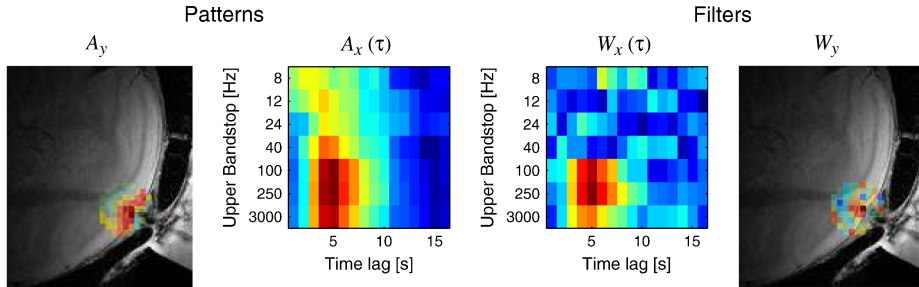 Patterns
Filters
A_y
A_x (τ)
W_x (τ)
W_y
Upper Bandstop [Hz]
8
12
24
40
100
250
3000
5
10
15
Time lag [s]
Upper Bandstop [Hz]
8
12
24
40
100
250
3000
5
10
15
Time lag [s]